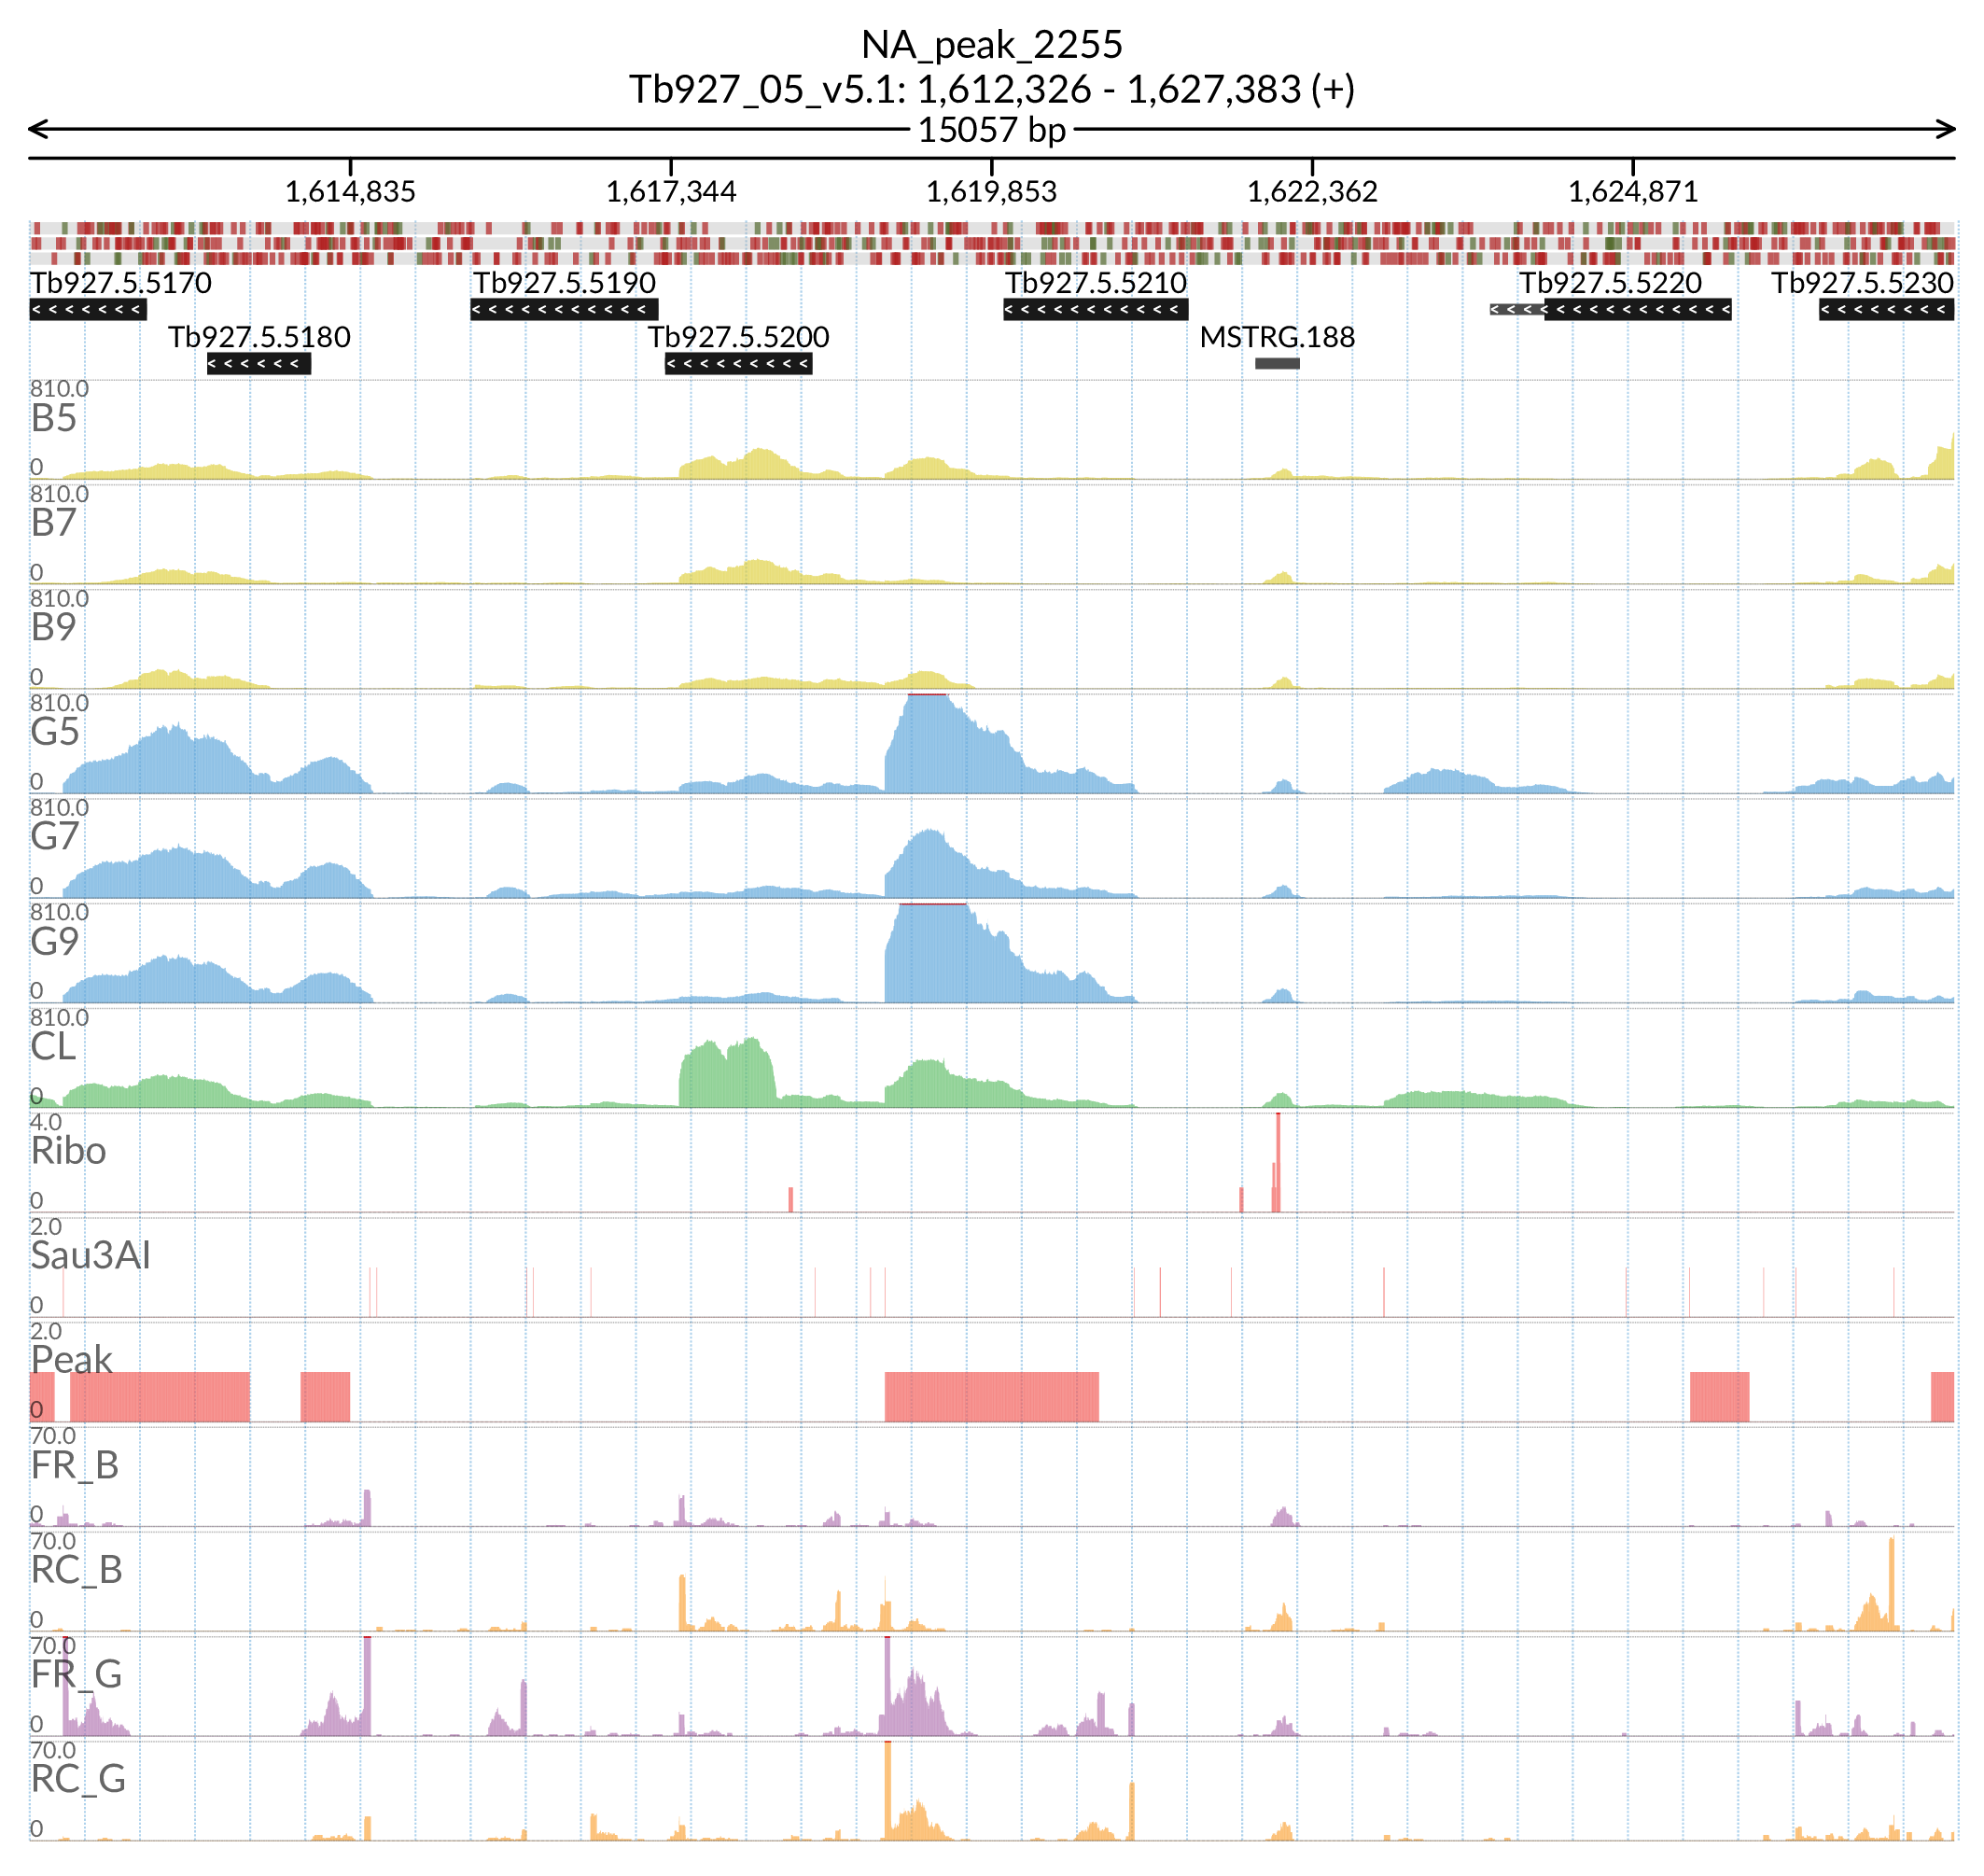 NA_peak_2255
Tb927_05_v5.1: 1,612,326 - 1,627,383 (+)
15057 bp
1,614,835 1,617,344 1,619,853 1,622,362 1,624,871
Tb927.5.5170 Tb927.5.5190 Tb927.5.5210 Tb927.5.5220 Tb927.5.5230
Tb927.5.5180 Tb927.5.5200 MSTRG.188
810.0
B5
0
810.0
B7
0
810.0
B9
0
810.0
G5
0
810.0
G7
0
810.0
G9
0
810.0
CL
0
4.0
Ribo
0
2.0
Sau3AI
0
2.0
Peak
0
70.0
FR_B
0
70.0
RC_B
0
70.0
FR_G
0
70.0
RC_G
0